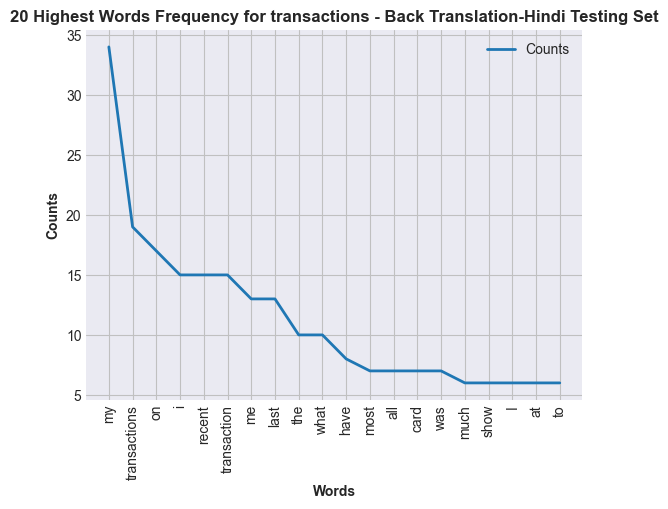 20 Highest Words Frequency for transactions - Back Translation-Hindi Testing Set
Counts
35
30
25
20
15
10
5
Counts
my
transactions
on
i
recent
transaction
me
last
the
what
have
most
all
card
was
much
show
I
at
to
Words